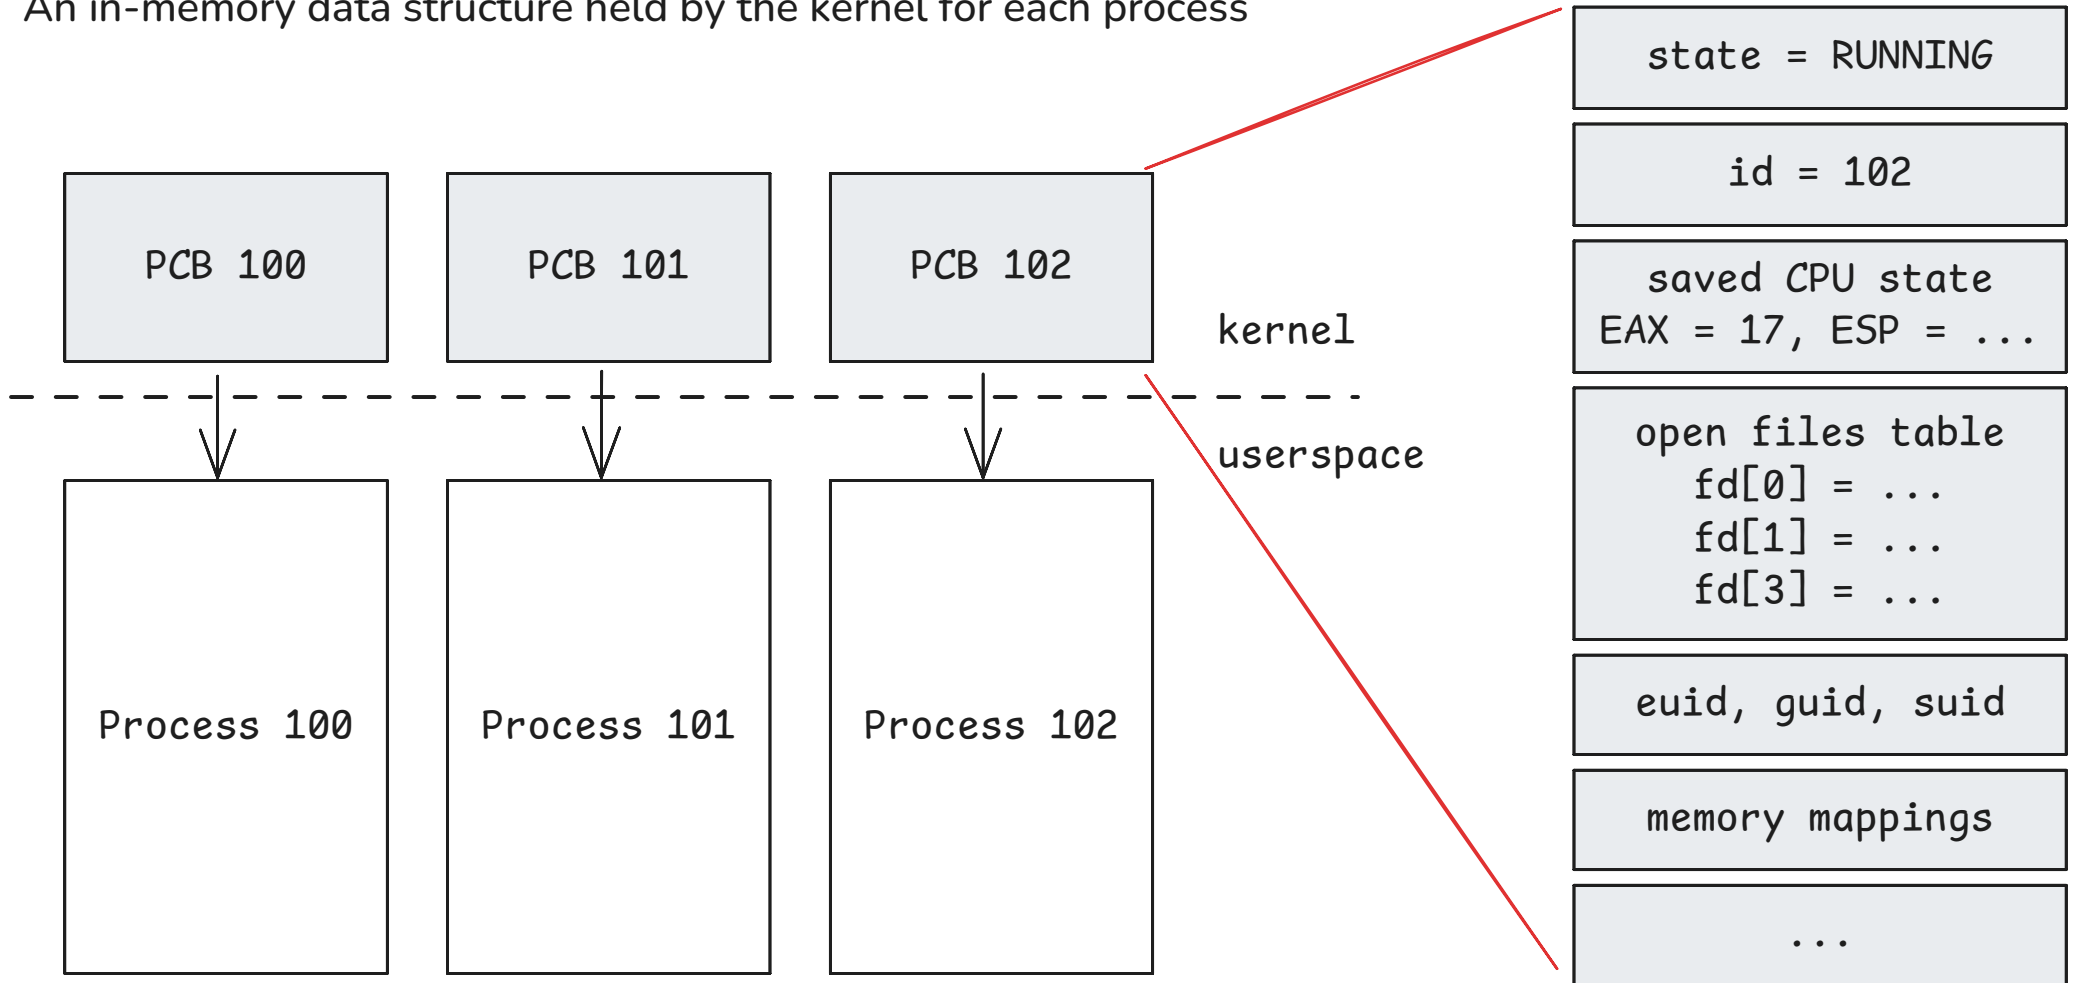 An in-memory data structure held by the kernel for each process
PCB 100
PCB 101
PCB 102
kernel
userspace
Process 100
Process 101
Process 102
state = RUNNING
id = 102
saved CPU state
EAX = 17, ESP = ...
open files table
fd[0] = ...
fd[1] = ...
fd[3] = ...
euid, guid, suid
memory mappings
...